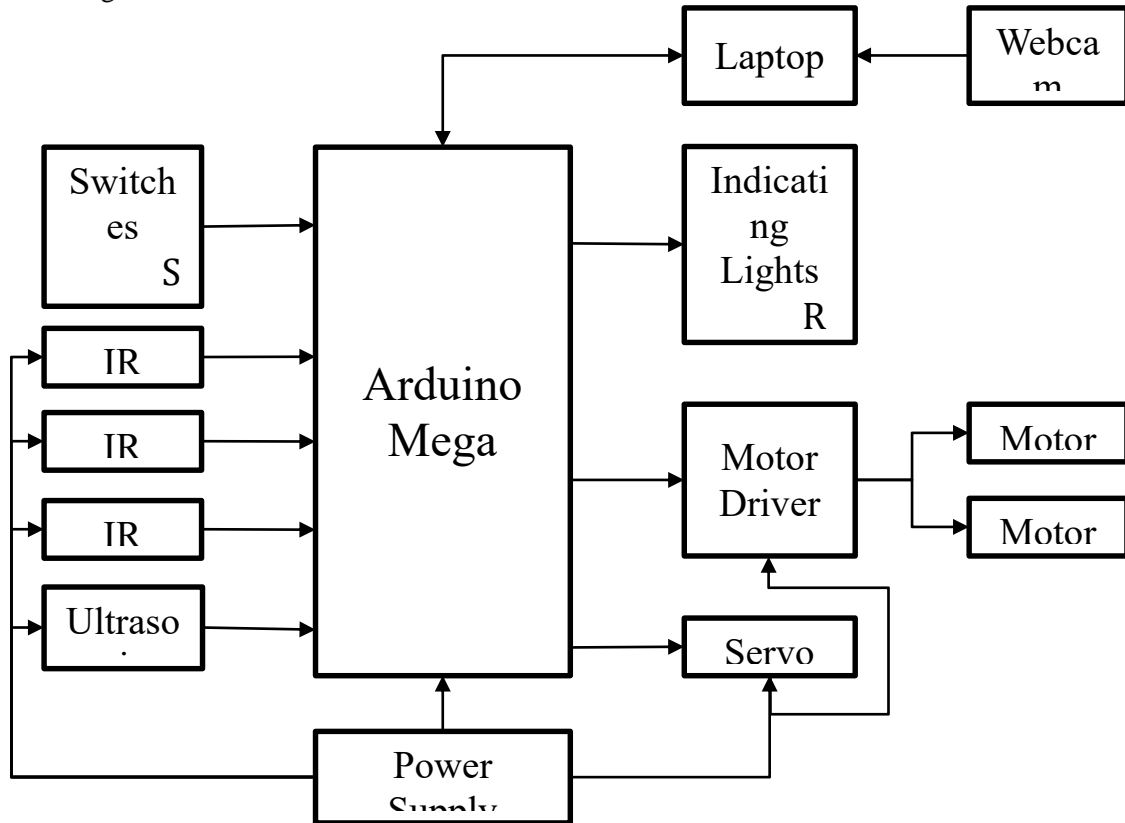 Laptop
Webca
m
Switch
es
S
Indicati
ng
Lights
R
IR
IR
IR
Arduino
Mega
Motor
Driver
Motor
Motor
Ultraso
Servo
Power
Supply